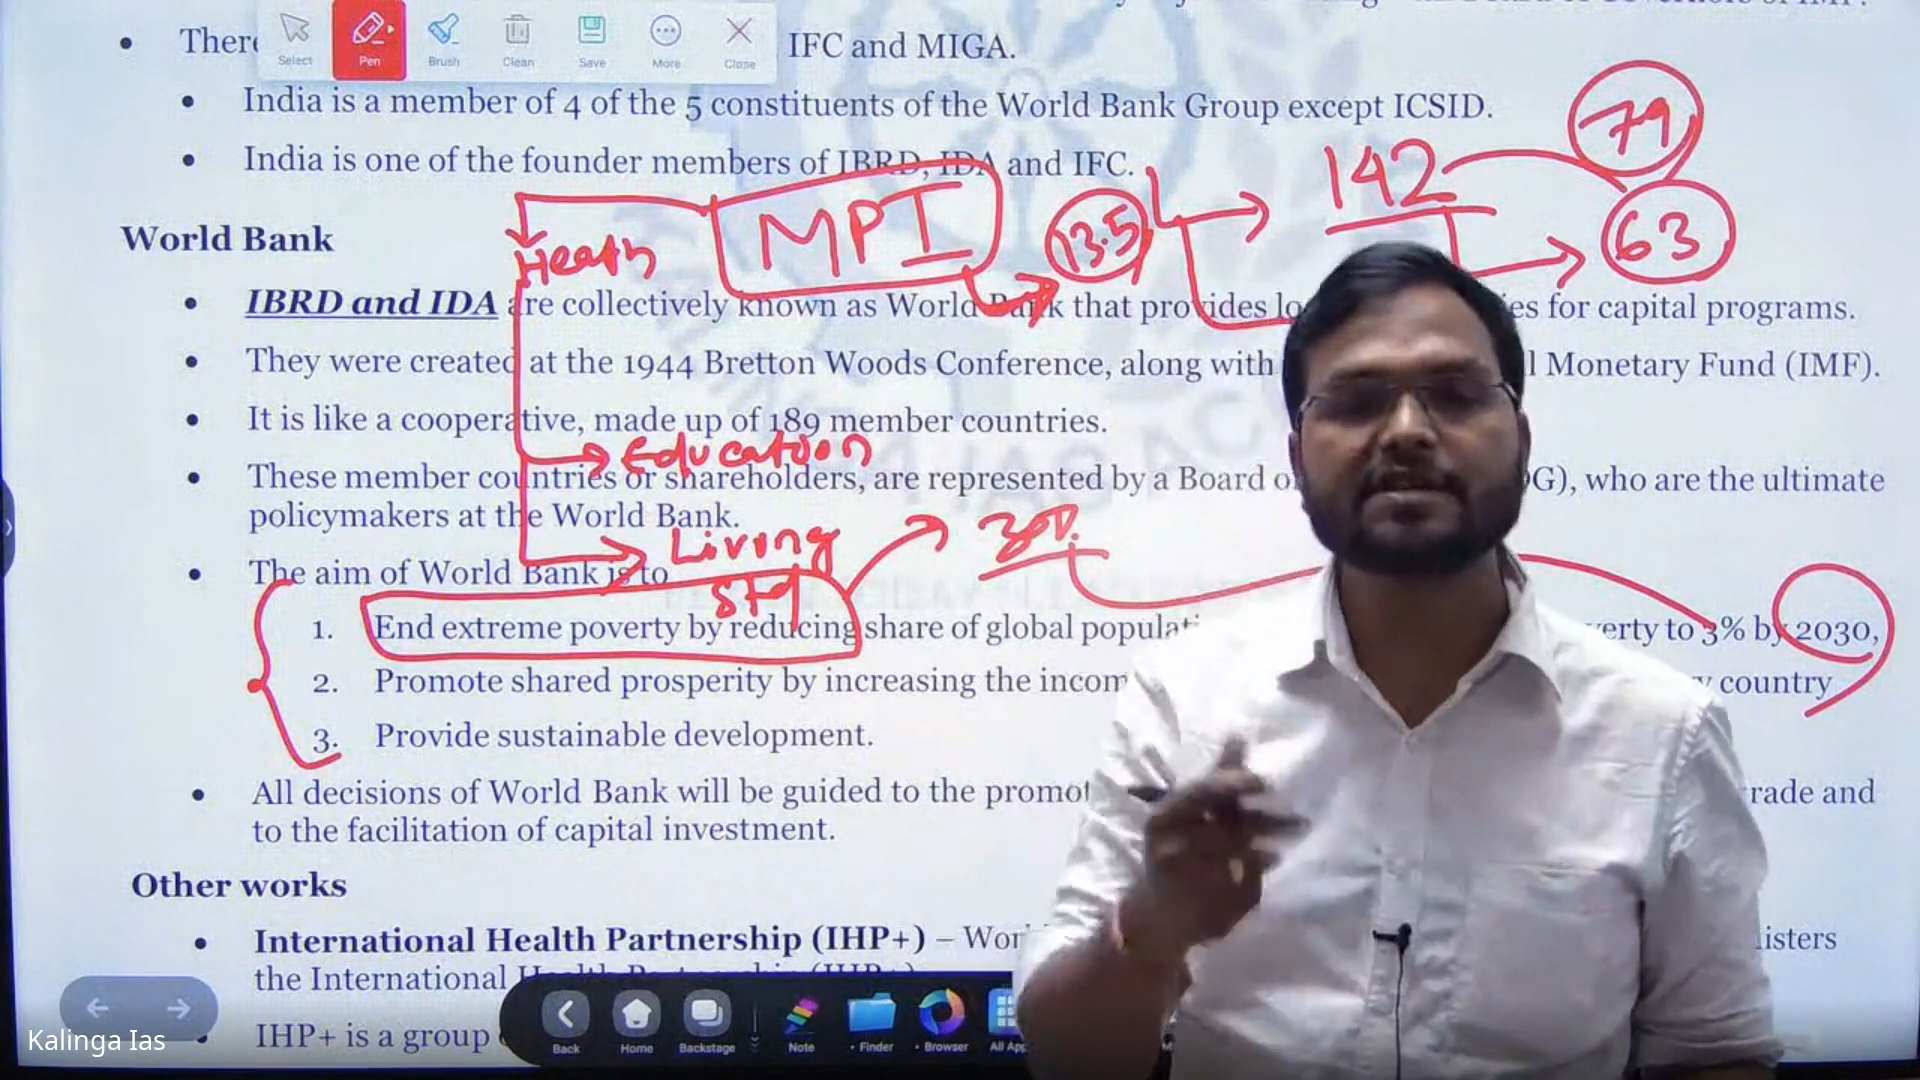 There
IFC and MIGA.
Select
Pen
Brush
Clean
Save
More
Close
India is a member of 4 of the 5 constituents of the World Bank Group except ICSID.
India is one of the founder members of IBRD, IDA and IFC.
79
142
MPI
13.5
63
Heath
World Bank
IBRD and IDA are collectively known as World Bank that provides lo es for capital programs.
They were created at the 1944 Bretton Woods Conference, along with l Monetary Fund (IMF).
It is like a cooperative, made up of 189 member countries.
Education
These member countries or shareholders, are represented by a Board o G), who are the ultimate
policymakers at the World Bank.
Living
The aim of World Bank is to
1. End extreme poverty by reducing share of global populati erty to 3% by 2030,
2. Promote shared prosperity by increasing the incom y country
3. Provide sustainable development.
All decisions of World Bank will be guided to the promot rade and
to the facilitation of capital investment.
Other works
International Health Partnership (IHP+) – Wor isters
the International Health Partnership (IHP+)
IHP+ is a group
Back
Home
Backstage
Note
Finder
Browser
All App
Kalinga Ias